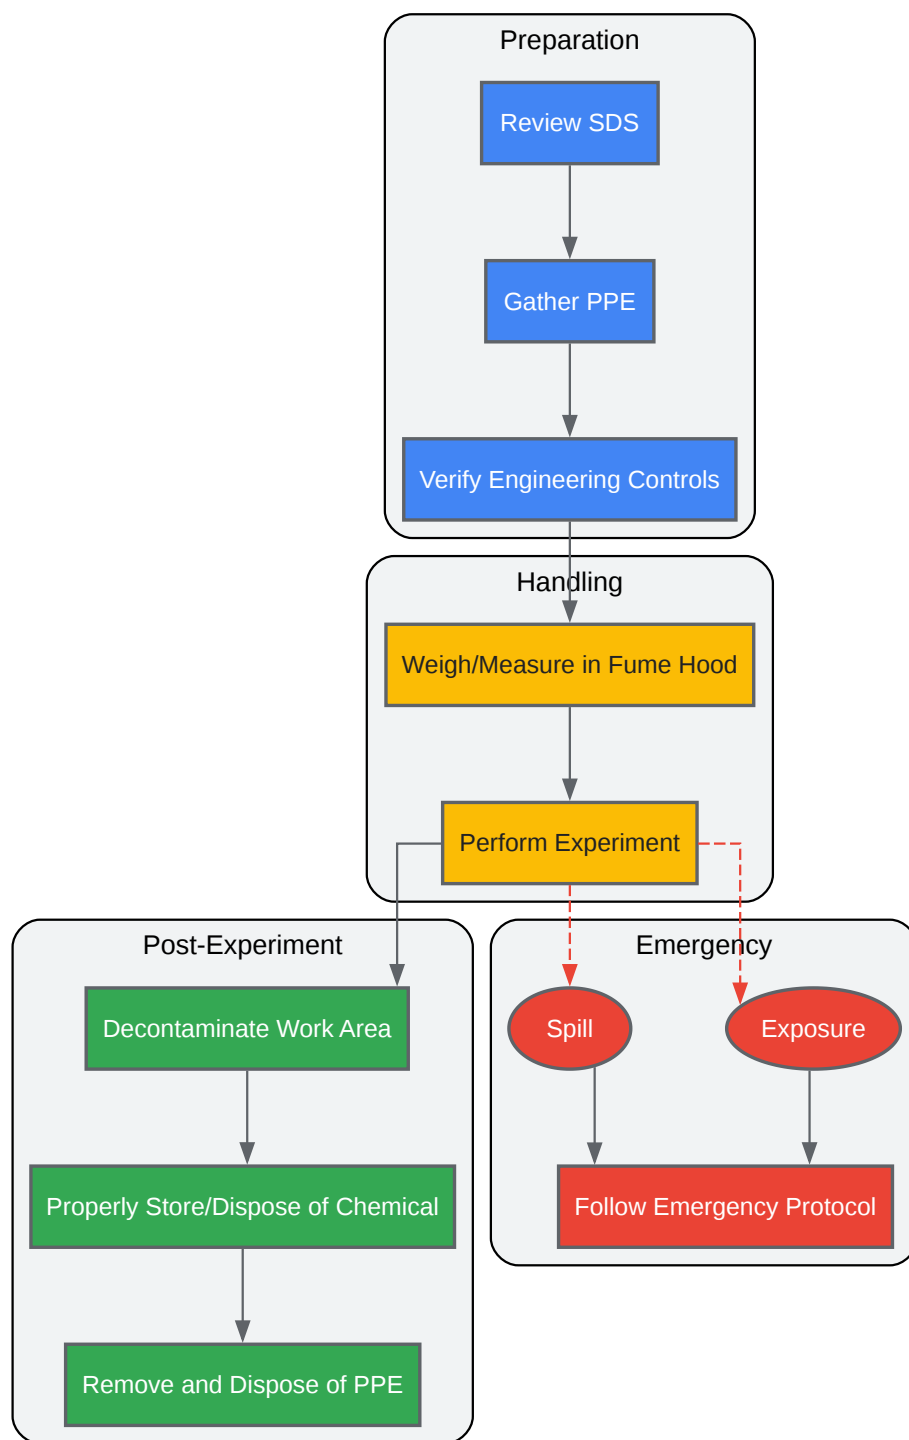 Preparation
Review SDS
Gather PPE
Verify Engineering Controls
Handling
Weigh/Measure in Fume Hood
Perform Experiment
Post-Experiment
Decontaminate Work Area
Properly Store/Dispose of Chemical
Remove and Dispose of PPE
Emergency
Spill
Exposure
Follow Emergency Protocol